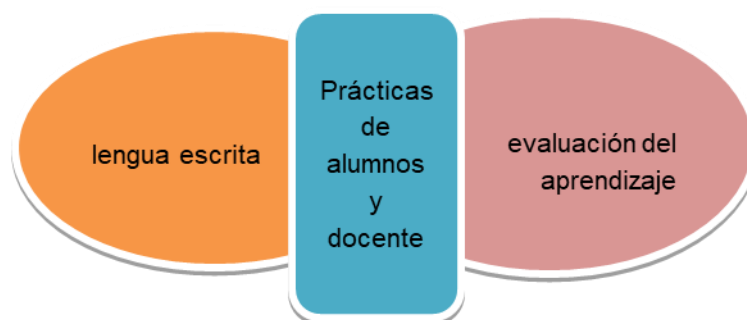 lengua escrita
Prácticas
de
alumnos
y
docente
evaluación del
aprendizaje